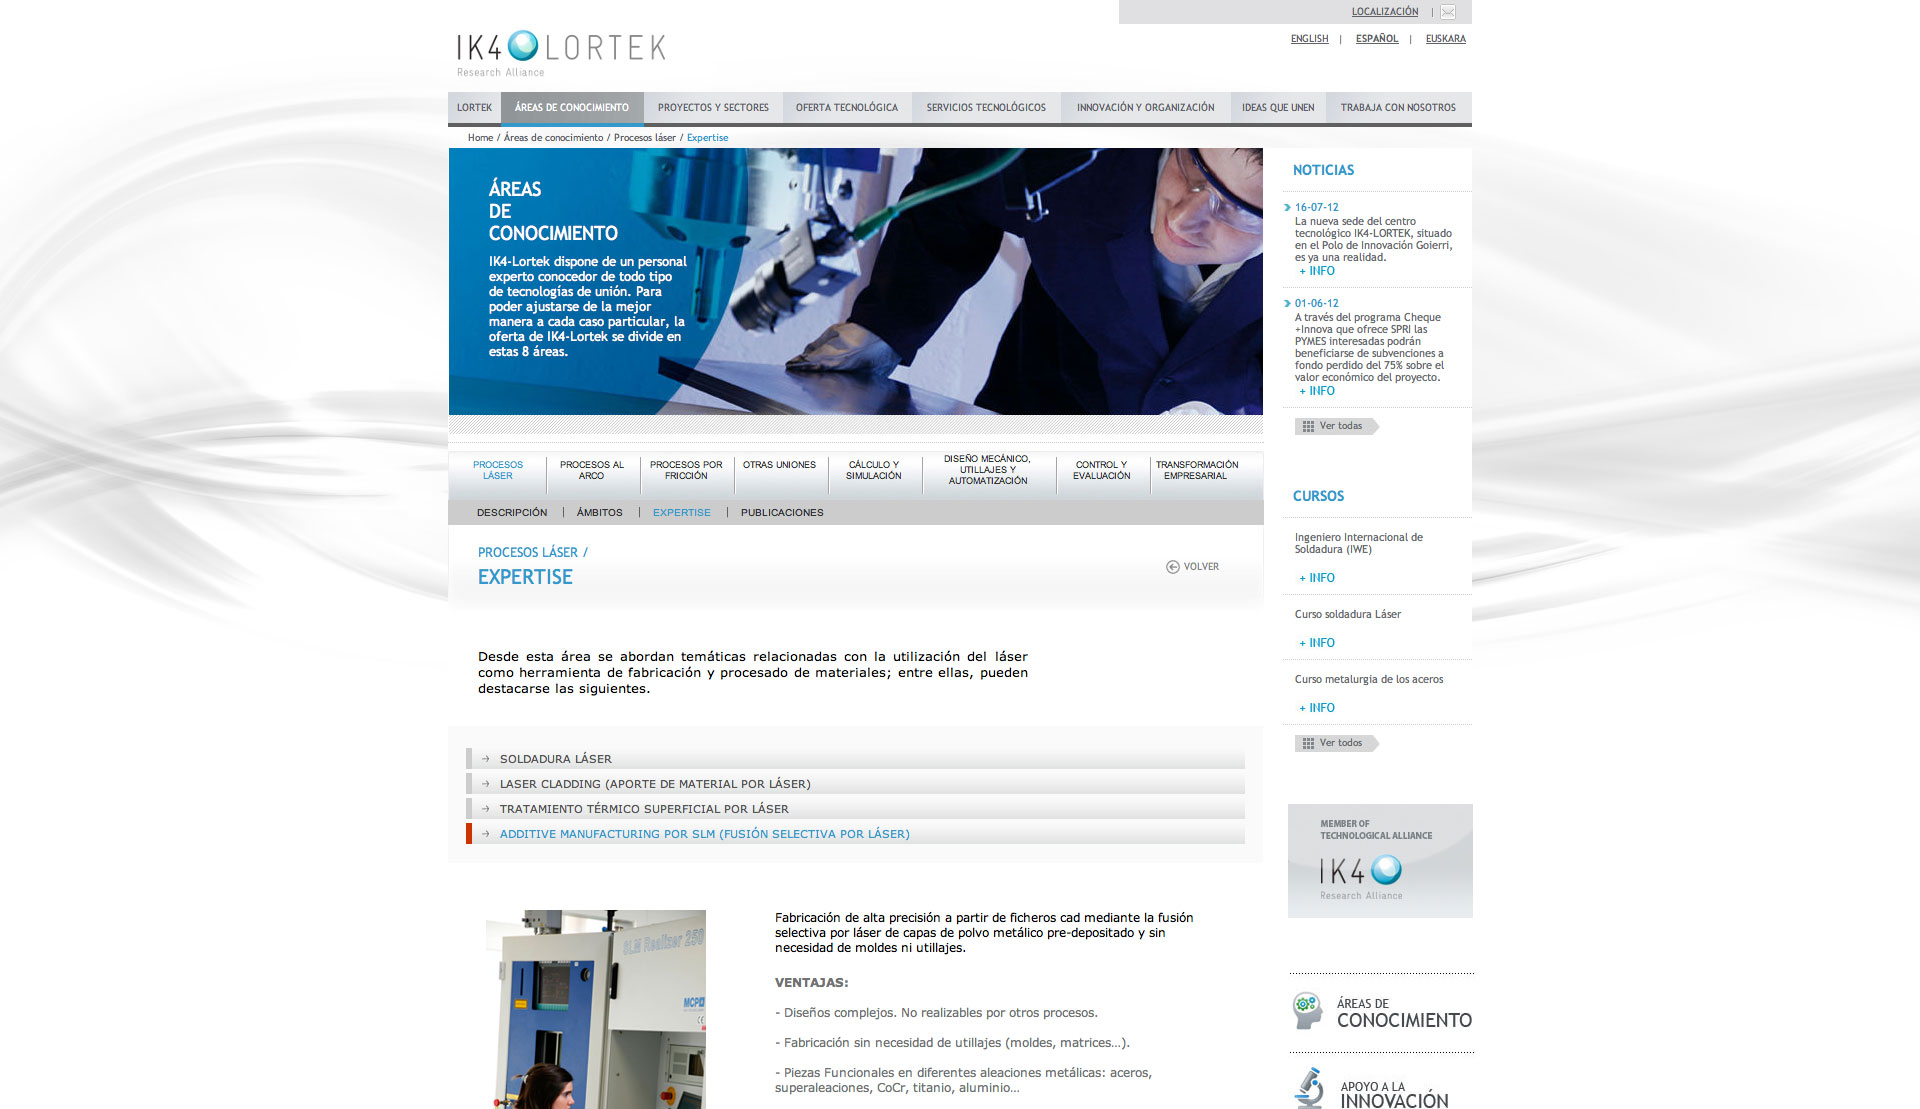 LOCALIZACIÓN |
ENGLISH | ESPAÑOL | EUSKARA
IK4 LORTEK
Research Alliance
LORTEK ÁREAS DE CONOCIMIENTO PROYECTOS Y SECTORES OFERTA TECNOLÓGICA SERVICIOS TECNOLÓGICOS INNOVACIÓN Y ORGANIZACIÓN IDEAS QUE UNEN TRABAJA CON NOSOTROS
Home / Áreas de conocimiento / Procesos láser / Expertise
ÁREAS
DE
CONOCIMIENTO
IK4-Lortek dispone de un personal
experto conocedor de todo tipo
de tecnologías de unión. Para
poder ajustarse de la mejor
manera a cada caso particular, la
oferta de IK4-Lortek se divide en
estas 8 áreas.
PROCESOS
LÁSER
PROCESOS AL
ARCO
PROCESOS POR
FRICCIÓN
OTRAS UNIONES
CÁLCULO Y
SIMULACIÓN
DISEÑO MECÁNICO,
UTILLAJES Y
AUTOMATIZACIÓN
CONTROL Y
EVALUACIÓN
TRANSFORMACIÓN
EMPRESARIAL
DESCRIPCIÓN | ÁMBITOS | EXPERTISE | PUBLICACIONES
PROCESOS LÁSER /
EXPERTISE
VOLVER
Desde esta área se abordan temáticas relacionadas con la utilización del láser
como herramienta de fabricación y procesado de materiales; entre ellas, pueden
destacarse las siguientes.
SOLDADURA LÁSER
LASER CLADDING (APORTE DE MATERIAL POR LÁSER)
TRATAMIENTO TÉRMICO SUPERFICIAL POR LÁSER
ADDITIVE MANUFACTURING POR SLM (FUSIÓN SELECTIVA POR LÁSER)
SLM Realizer 250
MCP
CE
Fabricación de alta precisión a partir de ficheros cad mediante la fusión
selectiva por láser de capas de polvo metálico pre-depositado y sin
necesidad de moldes ni utillajes.
VENTAJAS:
- Diseños complejos. No realizables por otros procesos.
- Fabricación sin necesidad de utillajes (moldes, matrices...).
- Piezas Funcionales en diferentes aleaciones metálicas: aceros,
superaleaciones, CoCr, titanio, aluminio...
NOTICIAS
16-07-12
La nueva sede del centro
tecnológico IK4-LORTEK, situado
en el Polo de Innovación Goierri,
es ya una realidad.
+ INFO
01-06-12
A través del programa Cheque
+Innova que ofrece SPRI las
PYMES interesadas podrán
beneficiarse de subvenciones a
fondo perdido del 75% sobre el
valor económico del proyecto.
+ INFO
Ver todas
CURSOS
Ingeniero Internacional de
Soldadura (IWE)
+ INFO
Curso soldadura Láser
+ INFO
Curso metalurgia de los aceros
+ INFO
Ver todos
MEMBER OF
TECHNOLOGICAL ALLIANCE
IK4
Research Alliance
ÁREAS DE
CONOCIMIENTO
APOYO A LA
INNOVACIÓN